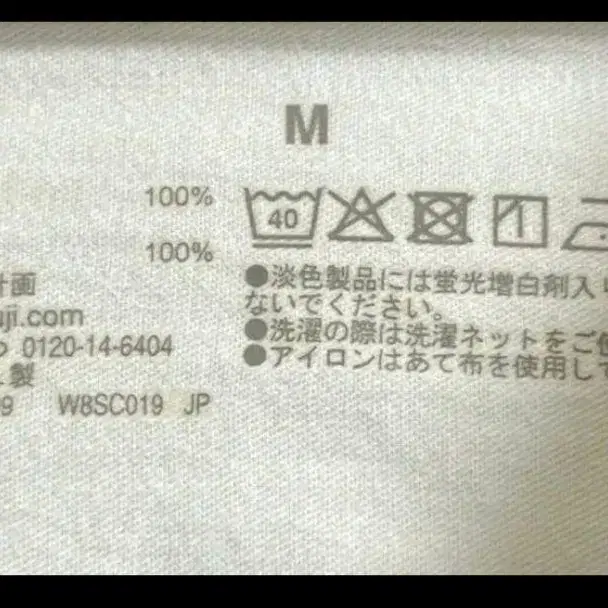 M
100%
100%
40
計画
uji.com
0120-14-6404
製
9 W8SC019 JP
●淡色製品には蛍光増白剤入
ないでください。
●洗濯の際は洗濯ネットをご使
●アイロンはあて布を使用して